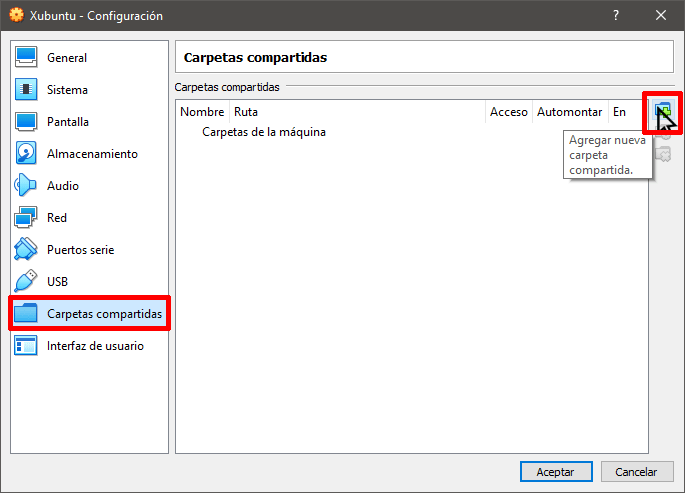 Xubuntu - Configuración
General
Sistema
Pantalla
Almacenamiento
Audio
Red
Puertos serie
USB
Carpetas compartidas
Interfaz de usuario
Carpetas compartidas
Carpetas compartidas
Nombre Ruta Acceso Automontar En
Carpetas de la máquina
Agregar nueva
carpeta
compartida.
Aceptar Cancelar